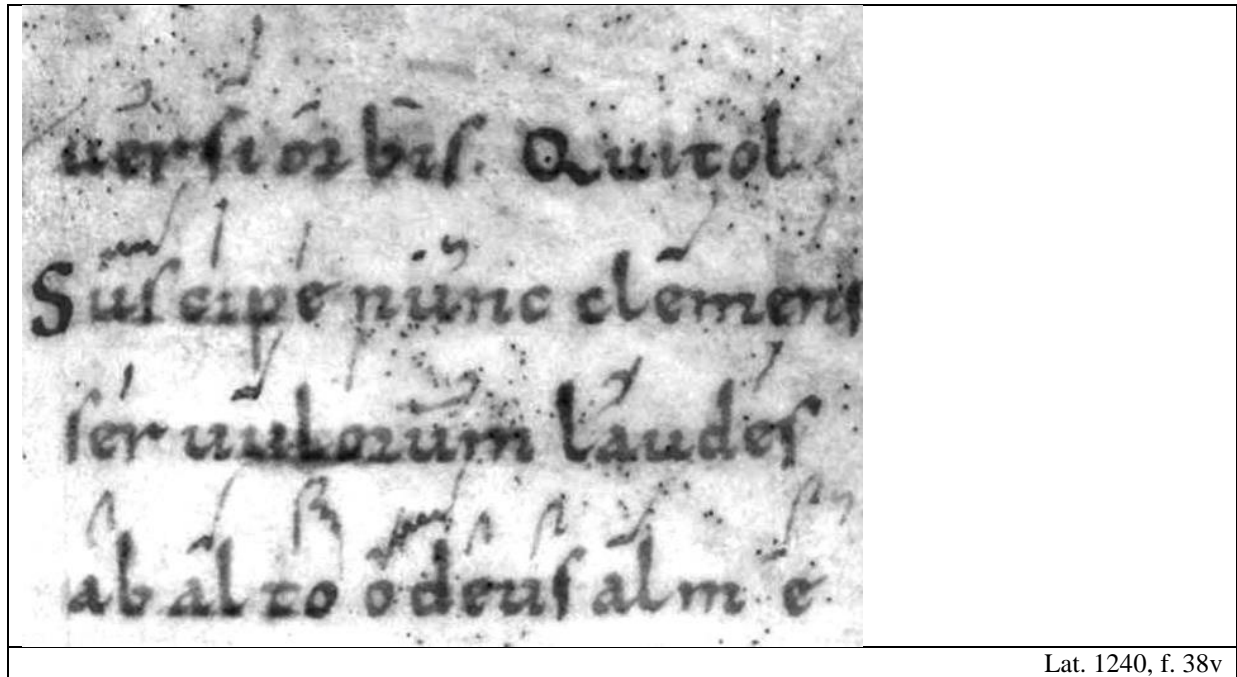 uersi orbis. Qui tol
Suscipe nunc clemens
seruulorum laudes
ab alto o deus alme
Lat. 1240, f. 38v